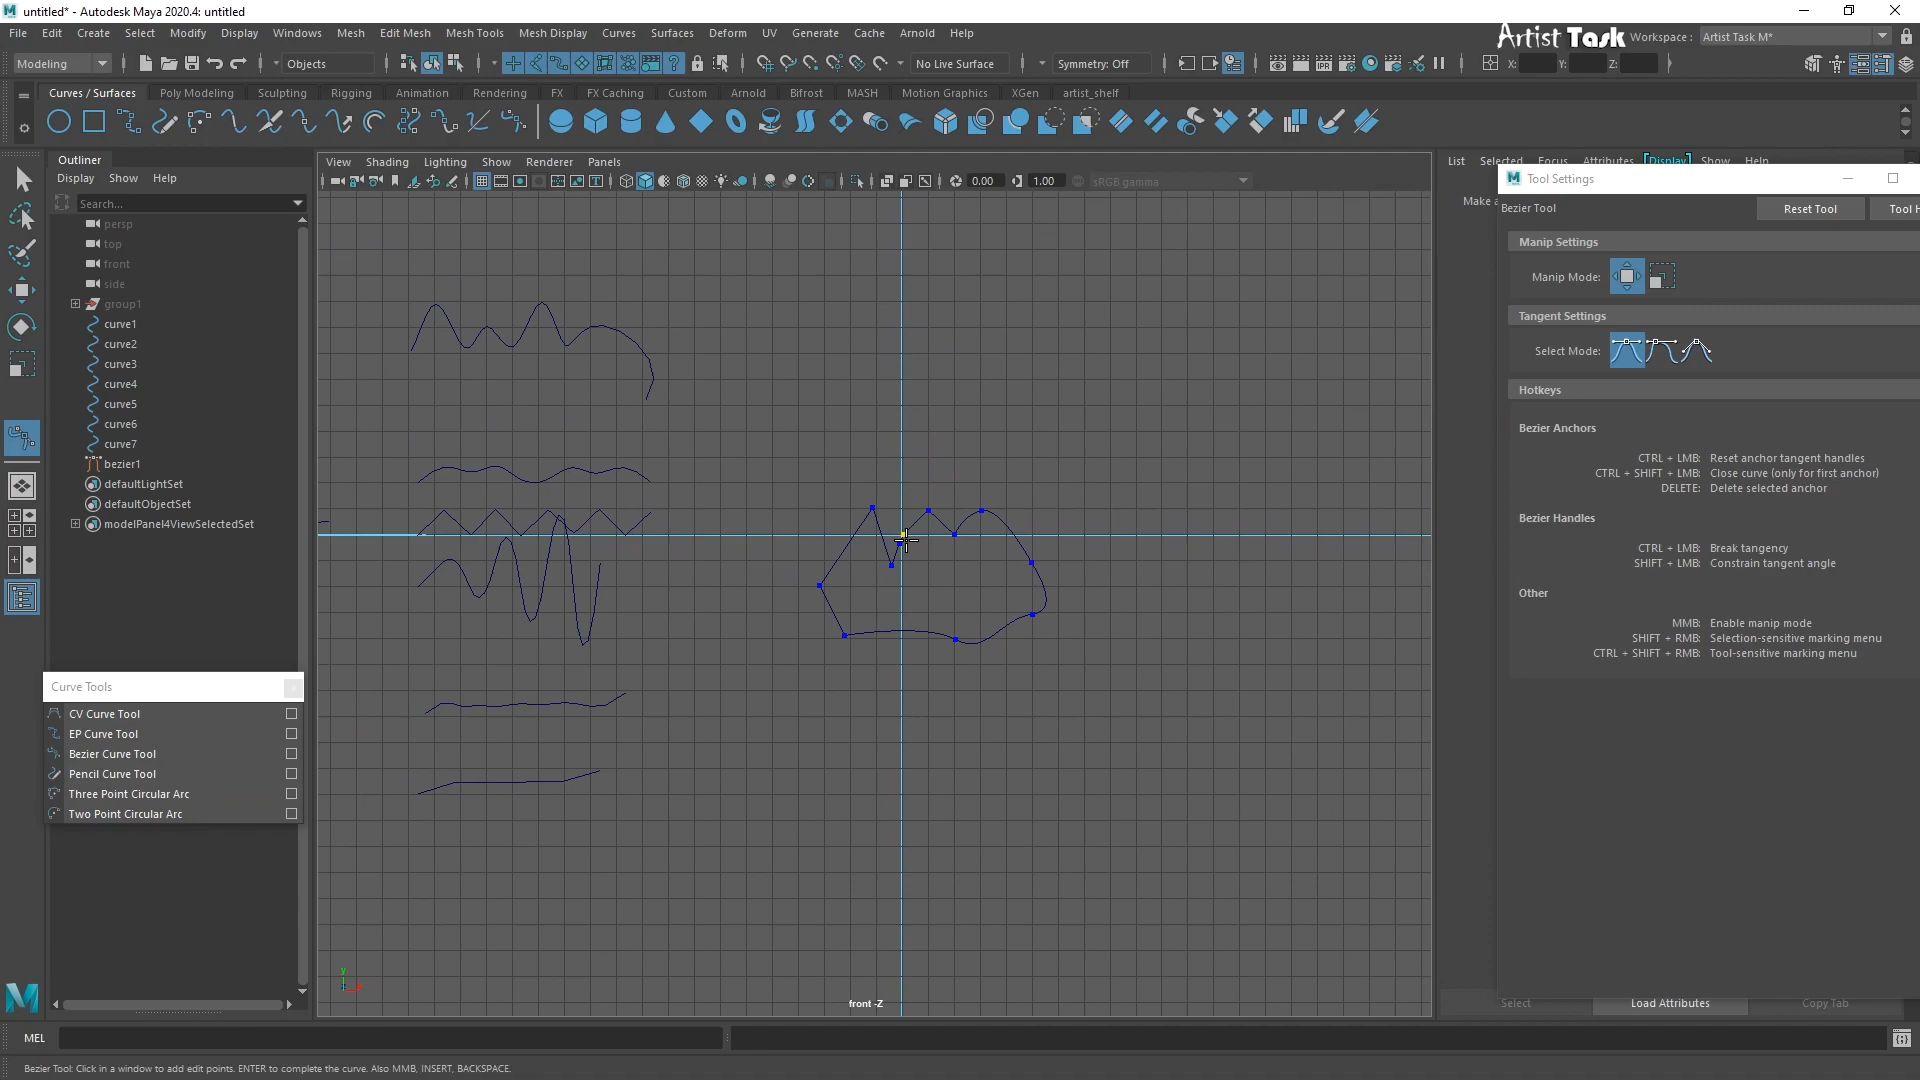 untitled* - Autodesk Maya 2020.4: untitled
File Edit Create Select Modify Display Windows Mesh Edit Mesh Mesh Tools Mesh Display Curves Surfaces Deform UV Generate Cache Arnold Help
Artist Task
Workspace : Artist Task M*
Modeling
Objects
No Live Surface
Symmetry: Off
X: Y: Z:
Curves / Surfaces Poly Modeling Sculpting Rigging Animation Rendering FX FX Caching Custom Arnold Bifrost MASH Motion Graphics XGen artist_shelf
Outliner
Display Show Help
Search...
persp
top
front
side
group1
curve1
curve2
curve3
curve4
curve5
curve6
curve7
bezier1
defaultLightSet
defaultObjectSet
modelPanel4ViewSelectedSet
Curve Tools
CV Curve Tool
EP Curve Tool
Bezier Curve Tool
Pencil Curve Tool
Three Point Circular Arc
Two Point Circular Arc
View Shading Lighting Show Renderer Panels
0.00 1.00 sRGB gamma
y
front -Z
List Selected Focus Attributes Display Show Help
Make a
Tool Settings
Bezier Tool
Reset Tool
Tool H
Manip Settings
Manip Mode:
Tangent Settings
Select Mode:
Hotkeys
Bezier Anchors
CTRL + LMB: Reset anchor tangent handles
CTRL + SHIFT + LMB: Close curve (only for first anchor)
DELETE: Delete selected anchor
Bezier Handles
CTRL + LMB: Break tangency
SHIFT + LMB: Constrain tangent angle
Other
MMB: Enable manip mode
SHIFT + RMB: Selection-sensitive marking menu
CTRL + SHIFT + RMB: Tool-sensitive marking menu
Select Load Attributes Copy Tab
MEL
Bezier Tool: Click in a window to add edit points. ENTER to complete the curve. Also MMB, INSERT, BACKSPACE.